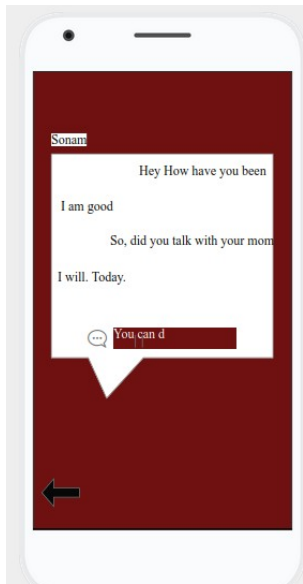 Sonam
Hey How have you been
I am good
So, did you talk with your mom
I will. Today.
You can d